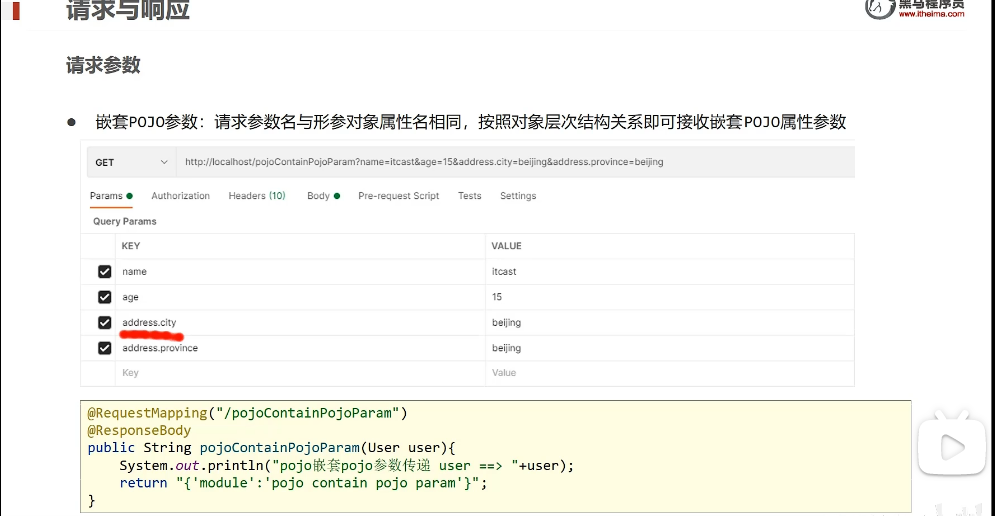 请求与响应
黑马程序员
www.itheima.com
请求参数
● 嵌套POJO参数：请求参数名与形参对象属性名相同，按照对象层次结构关系即可接收嵌套POJO属性参数
GET http://localhost/pojoContainPojoParam?name=itcast&age=15&address.city=beijing&address.province=beijing
Params Authorization Headers (10) Body Pre-request Script Tests Settings
Query Params
KEY VALUE
name itcast
age 15
address.city beijing
address.province beijing
Key Value
@RequestMapping("/pojoContainPojoParam")
@ResponseBody
public String pojoContainPojoParam(User user){
    System.out.println("pojo嵌套pojo参数传递 user ==> "+user);
    return "{'module':'pojo contain pojo param'}";
}